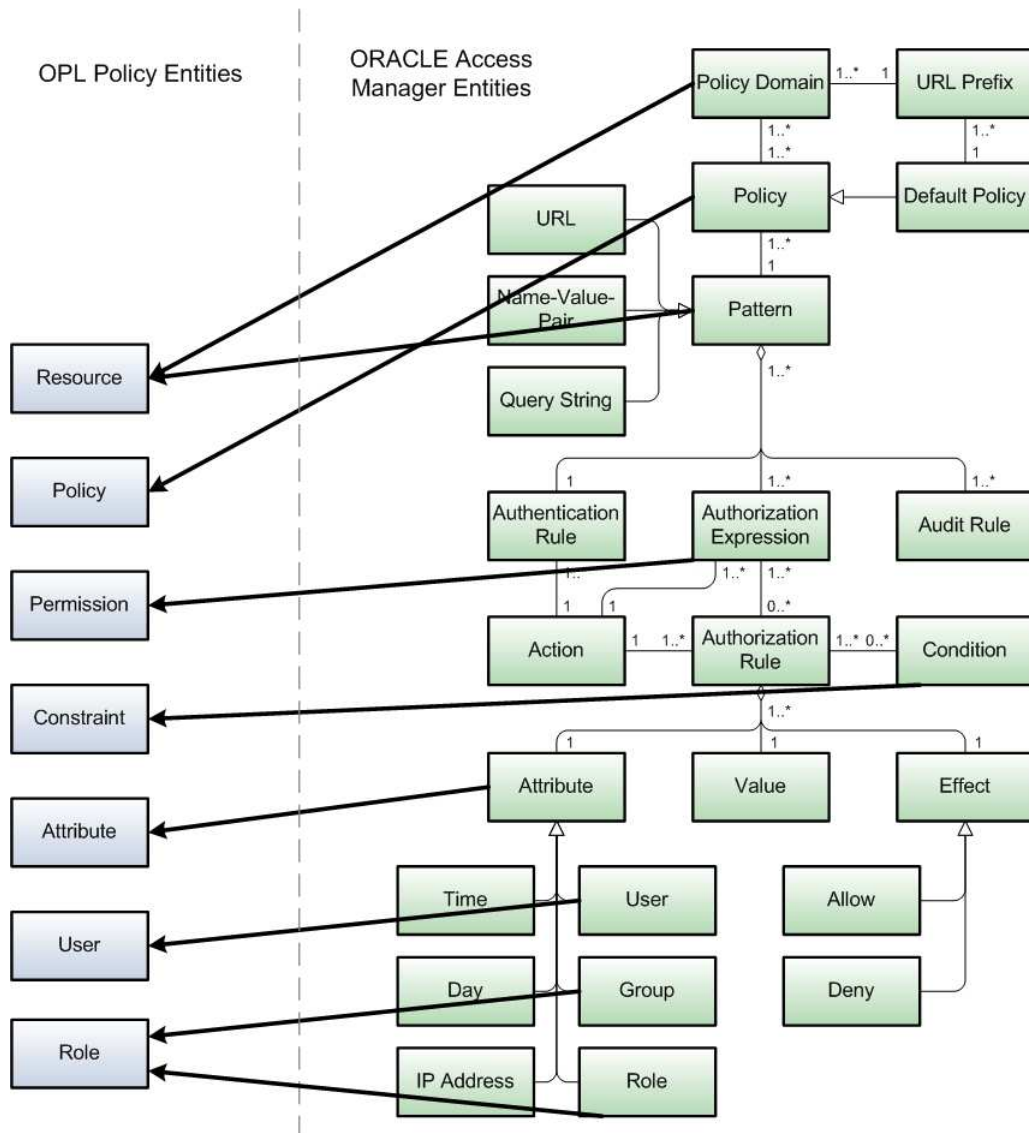 OPL Policy Entities
ORACLE Access
Manager Entities
Policy Domain
1..*
1
URL Prefix
1..*
1..*
1..*
1
URL
Policy
Default Policy
1..*
1
Name-Value-
Pair
Pattern
Resource
1..*
Query String
Policy
1
1..*
1..*
Authentication
Rule
Authorization
Expression
Audit Rule
1..
1..*
1..*
Permission
1
1
0..*
Action
1
1..*
Authorization
Rule
1..*
0..*
Condition
Constraint
1..*
1
1
1
Attribute
Value
Effect
Attribute
Time
User
Allow
User
Day
Group
Deny
Role
IP Address
Role